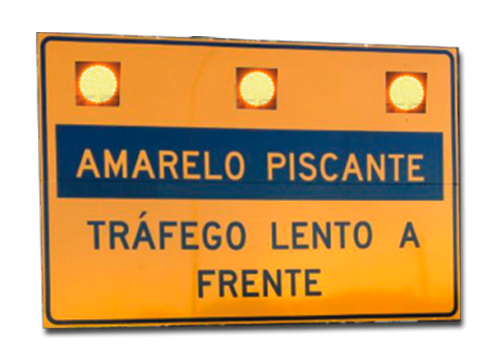 AMARELO PISCANTE
TRÁFEGO LENTO A
FRENTE